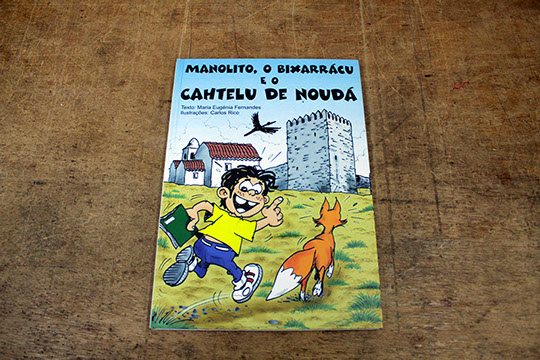 MANOLITO, O BIXARRÁCU
E O
CAHTELU DE NOUDÁ
Texto: Maria Eugénia Fernandes
Ilustrações: Carlos Rico